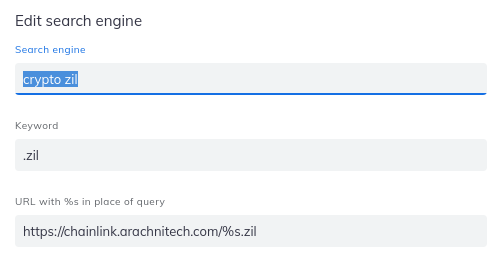 Edit search engine
Search engine
crypto zil
Keyword
.zil
URL with %s in place of query
https://chainlink.arachnitech.com/%s.zil